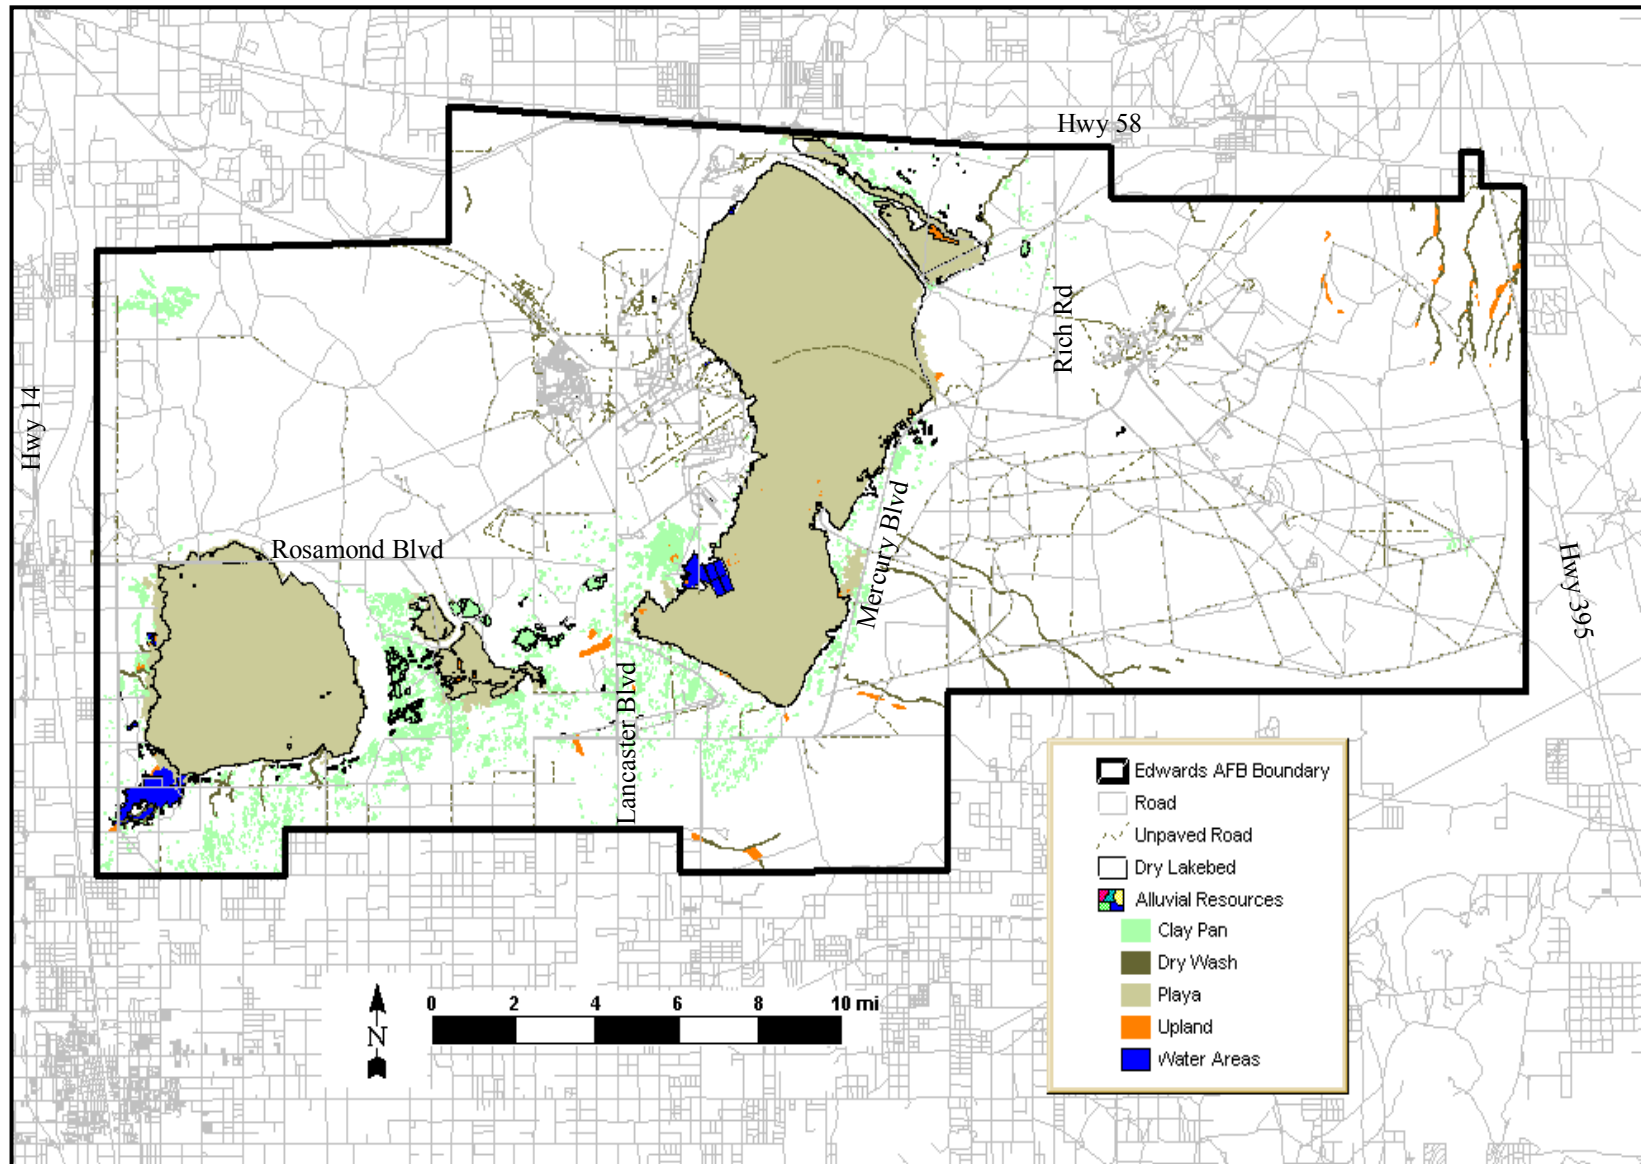 Hwy 58
Hwy 14
Rich Rd
Rosamond Blvd
Mercury Blvd
Hwy 395
Lancaster Blvd
Edwards AFB Boundary
Road
Unpaved Road
Dry Lakebed
Alluvial Resources
Clay Pan
Dry Wash
Playa
Upland
Water Areas
N
0 2 4 6 8 10 mi